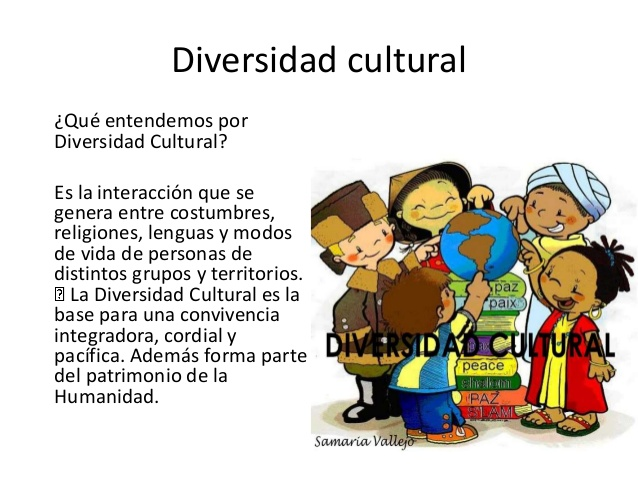 Diversidad cultural
¿Qué entendemos por
Diversidad Cultural?
Es la interacción que se
genera entre costumbres,
religiones, lenguas y modos
de vida de personas de
distintos grupos y territorios.
La Diversidad Cultural es la
base para una convivencia
integradora, cordial y
pacífica. Además forma parte
del patrimonio de la
Humanidad.
paz
paix
DIVERSIDAD CULTURAL
peace
shalom
PAZ
Samaria Vallejo